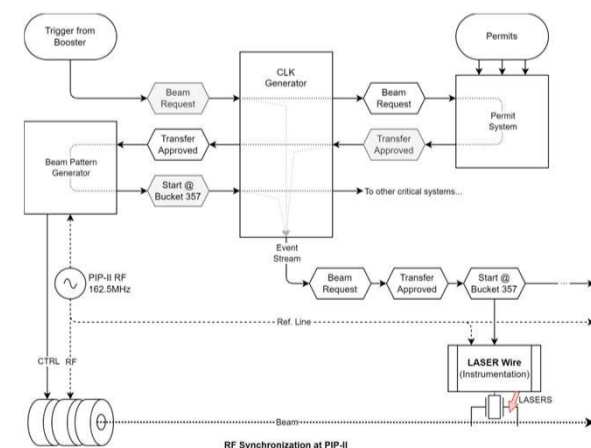 Trigger from
Booster
Permits
CLK
Generator
Beam
Request
Beam
Request
Permit
System
Transfer
Approved
Transfer
Approved
Beam Pattern
Generator
Start @
Bucket 357
To other critical systems...
Event
Stream
Beam
Request
Transfer
Approved
Start @
Bucket 357
...
PIP-II RF
162.5MHz
Ref. Line
CTRL
RF
LASER Wire
(Instrumentation)
LASERS
Beam
RF Synchronization at PIP-II